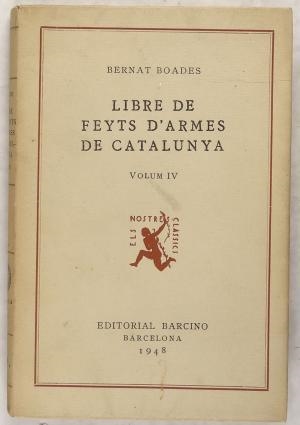 BERNAT BOADES
LIBRE DE
FEYTS D'ARMES
DE CATALUNYA
VOLUM IV
ELS NOSTRES CLÀSSICS
EDITORIAL BARCINO
BARCELONA
1948